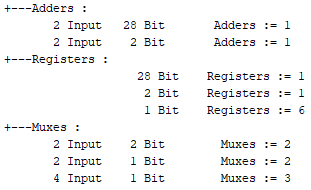 +---Adders :
2 Input 28 Bit Adders := 1
2 Input 2 Bit Adders := 1
+---Registers :
28 Bit Registers := 1
2 Bit Registers := 1
1 Bit Registers := 6
+---Muxes :
2 Input 2 Bit Muxes := 2
2 Input 1 Bit Muxes := 2
4 Input 1 Bit Muxes := 3